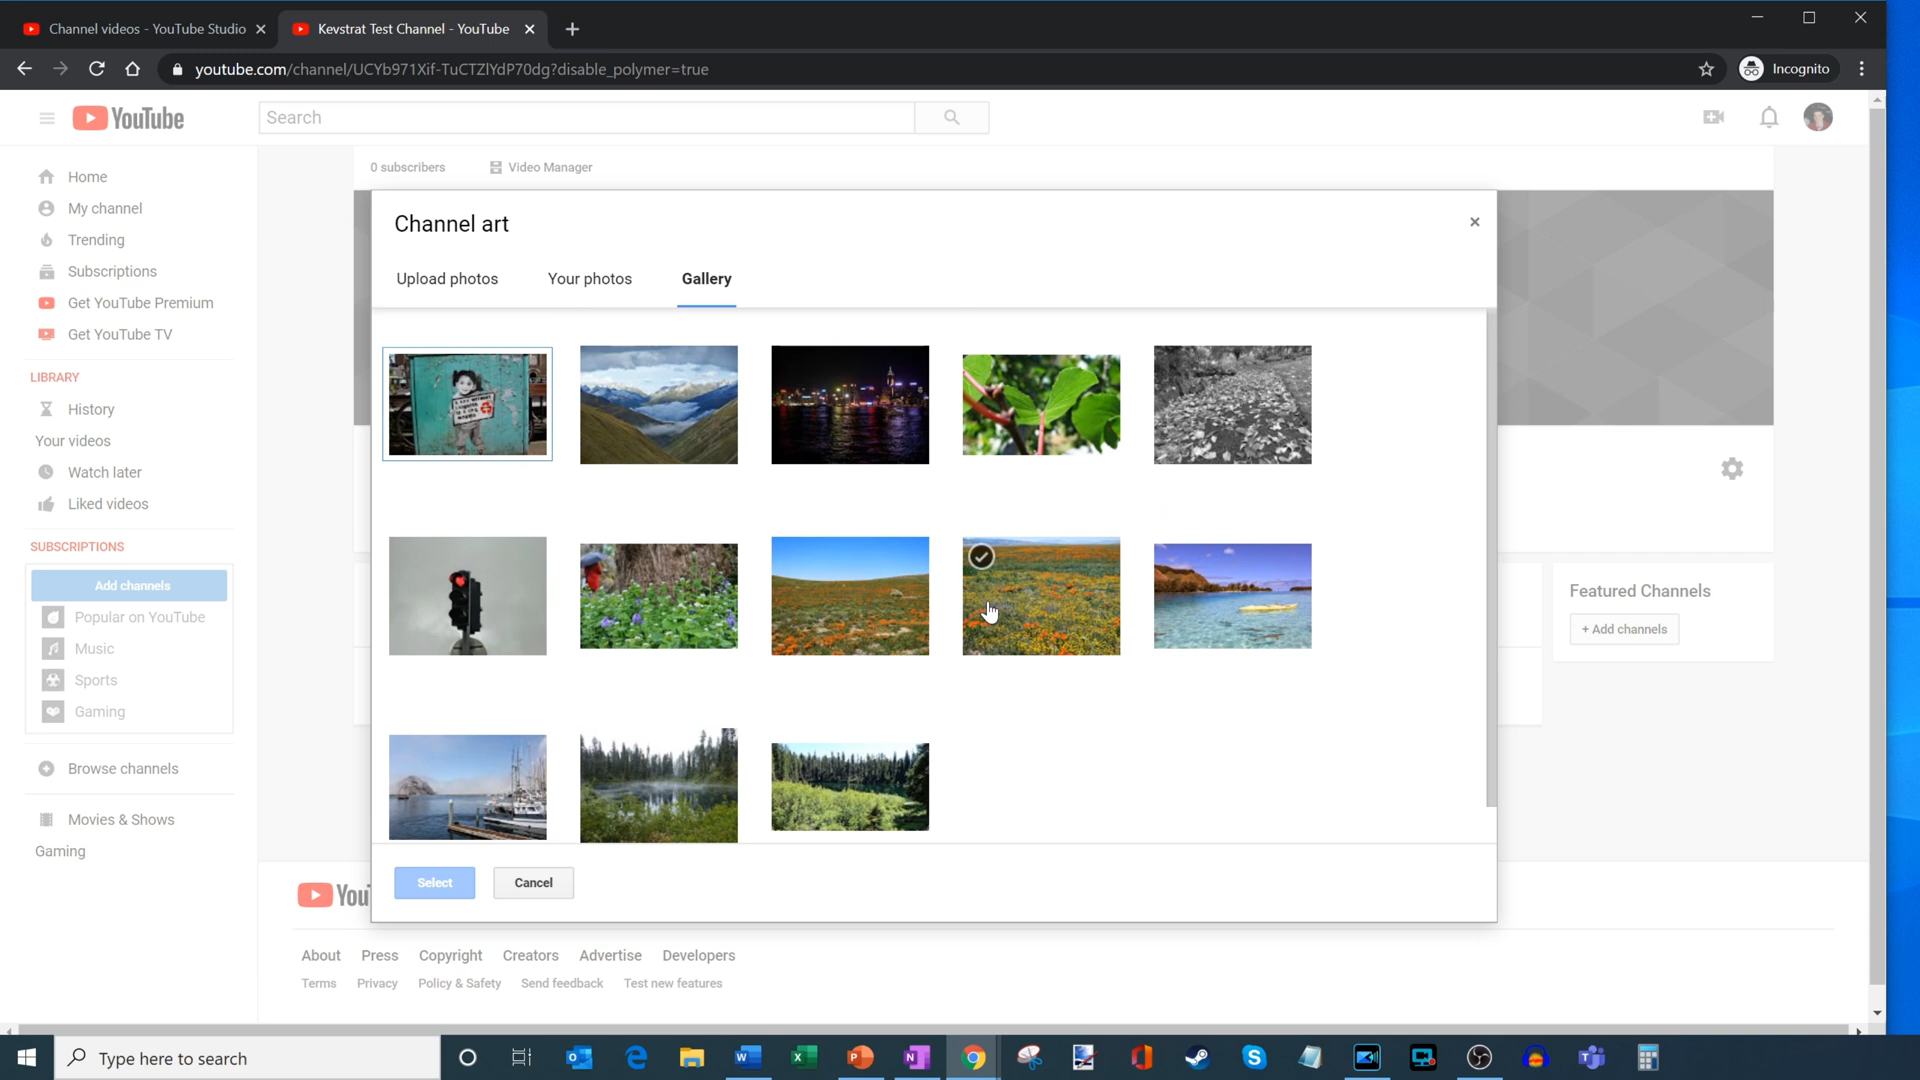 Channel videos - YouTube Studio
Kevstrat Test Channel - YouTube
youtube.com/channel/UCYb971Xif-TuCTZlYdP70dg?disable_polymer=true
Incognito
YouTube
Search
0 subscribers
Video Manager
Home
My channel
Trending
Subscriptions
Get YouTube Premium
Get YouTube TV
LIBRARY
History
Your videos
Watch later
Liked videos
SUBSCRIPTIONS
Add channels
Popular on YouTube
Music
Sports
Gaming
Browse channels
Movies & Shows
Gaming
Channel art
Upload photos
Your photos
Gallery
Select
Cancel
Featured Channels
+ Add channels
You
About Press Copyright Creators Advertise Developers
Terms Privacy Policy & Safety Send feedback Test new features
Type here to search